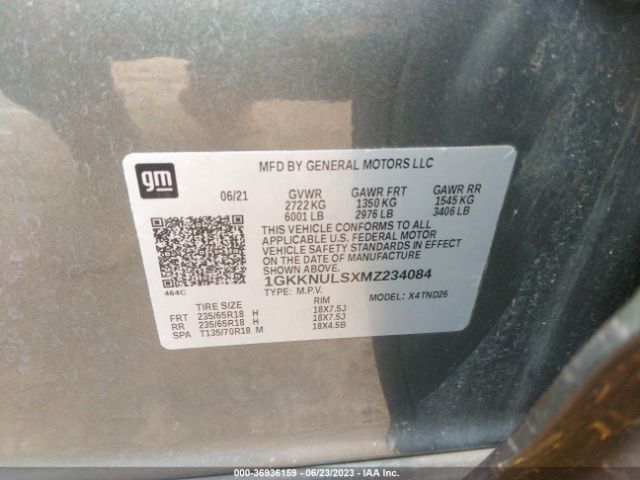 gm
MFD BY GENERAL MOTORS LLC
06/21 GVWR GAWR FRT GAWR RR
2722 KG 1350 KG 1545 KG
6001 LB 2976 LB 3406 LB
THIS VEHICLE CONFORMS TO ALL
APPLICABLE U.S. FEDERAL MOTOR
VEHICLE SAFETY STANDARDS IN EFFECT
ON THE DATE OF MANUFACTURE
SHOWN ABOVE.
1GKKNULSXMZ234084
464C
TYPE: M.P.V. MODEL: X4TND26
TIRE SIZE RIM
FRT 235/65R18 H 18X7.5J
RR 235/65R18 H 18X7.5J
SPA T135/70R18 M 18X4.5B
000-36936159 — 06/23/2023 — IAA Inc.